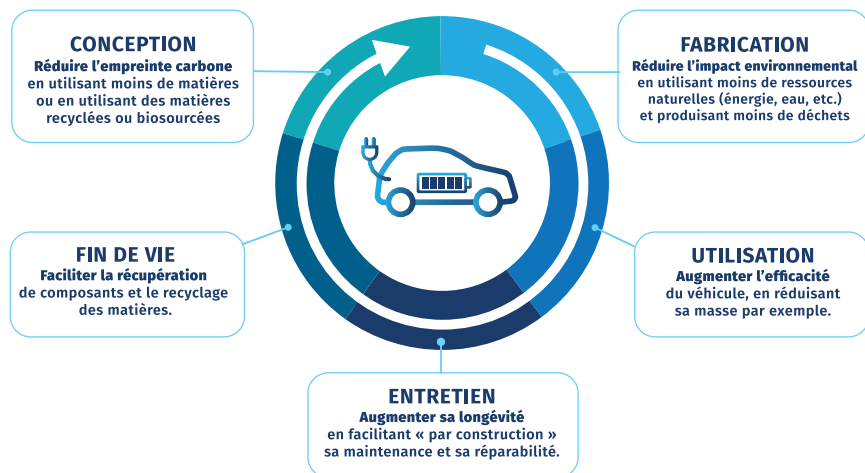 CONCEPTION
Réduire l'empreinte carbone
en utilisant moins de matières
ou en utilisant des matières
recyclées ou biosourcées
FABRICATION
Réduire l'impact environnemental
en utilisant moins de ressources
naturelles (énergie, eau, etc.)
et produisant moins de déchets
FIN DE VIE
Faciliter la récupération
de composants et le recyclage
des matières.
UTILISATION
Augmenter l'efficacité
du véhicule, en réduisant
sa masse par exemple.
ENTRETIEN
Augmenter sa longévité
en facilitant « par construction »
sa maintenance et sa réparabilité.